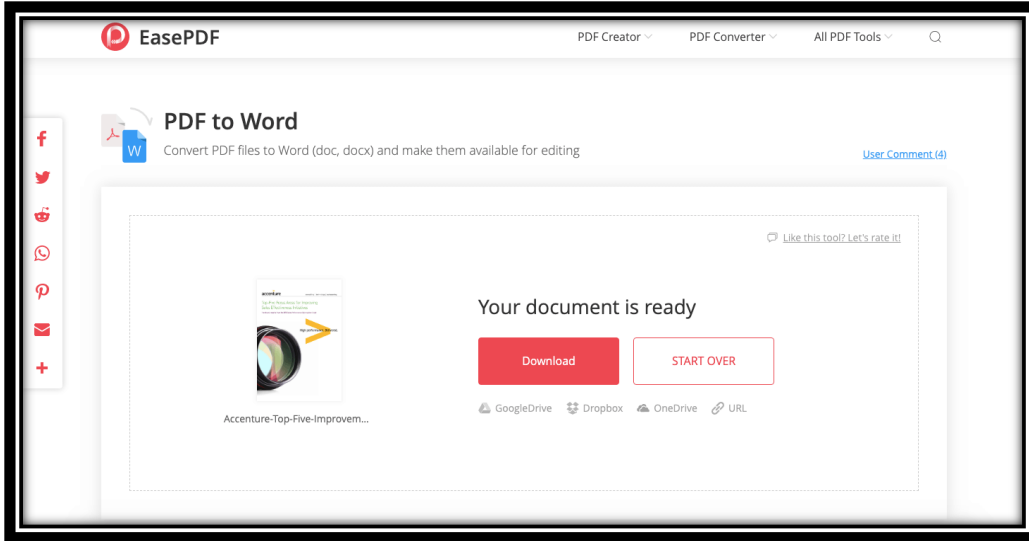 EasePDF
PDF Creator
PDF Converter
All PDF Tools
PDF to Word
W
Convert PDF files to Word (doc, docx) and make them available for editing
User Comment (4)
Like this tool? Let's rate it!
accenture
Your document is ready
Download
START OVER
GoogleDrive
Dropbox
OneDrive
URL
Accenture-Top-Five-Improvem...